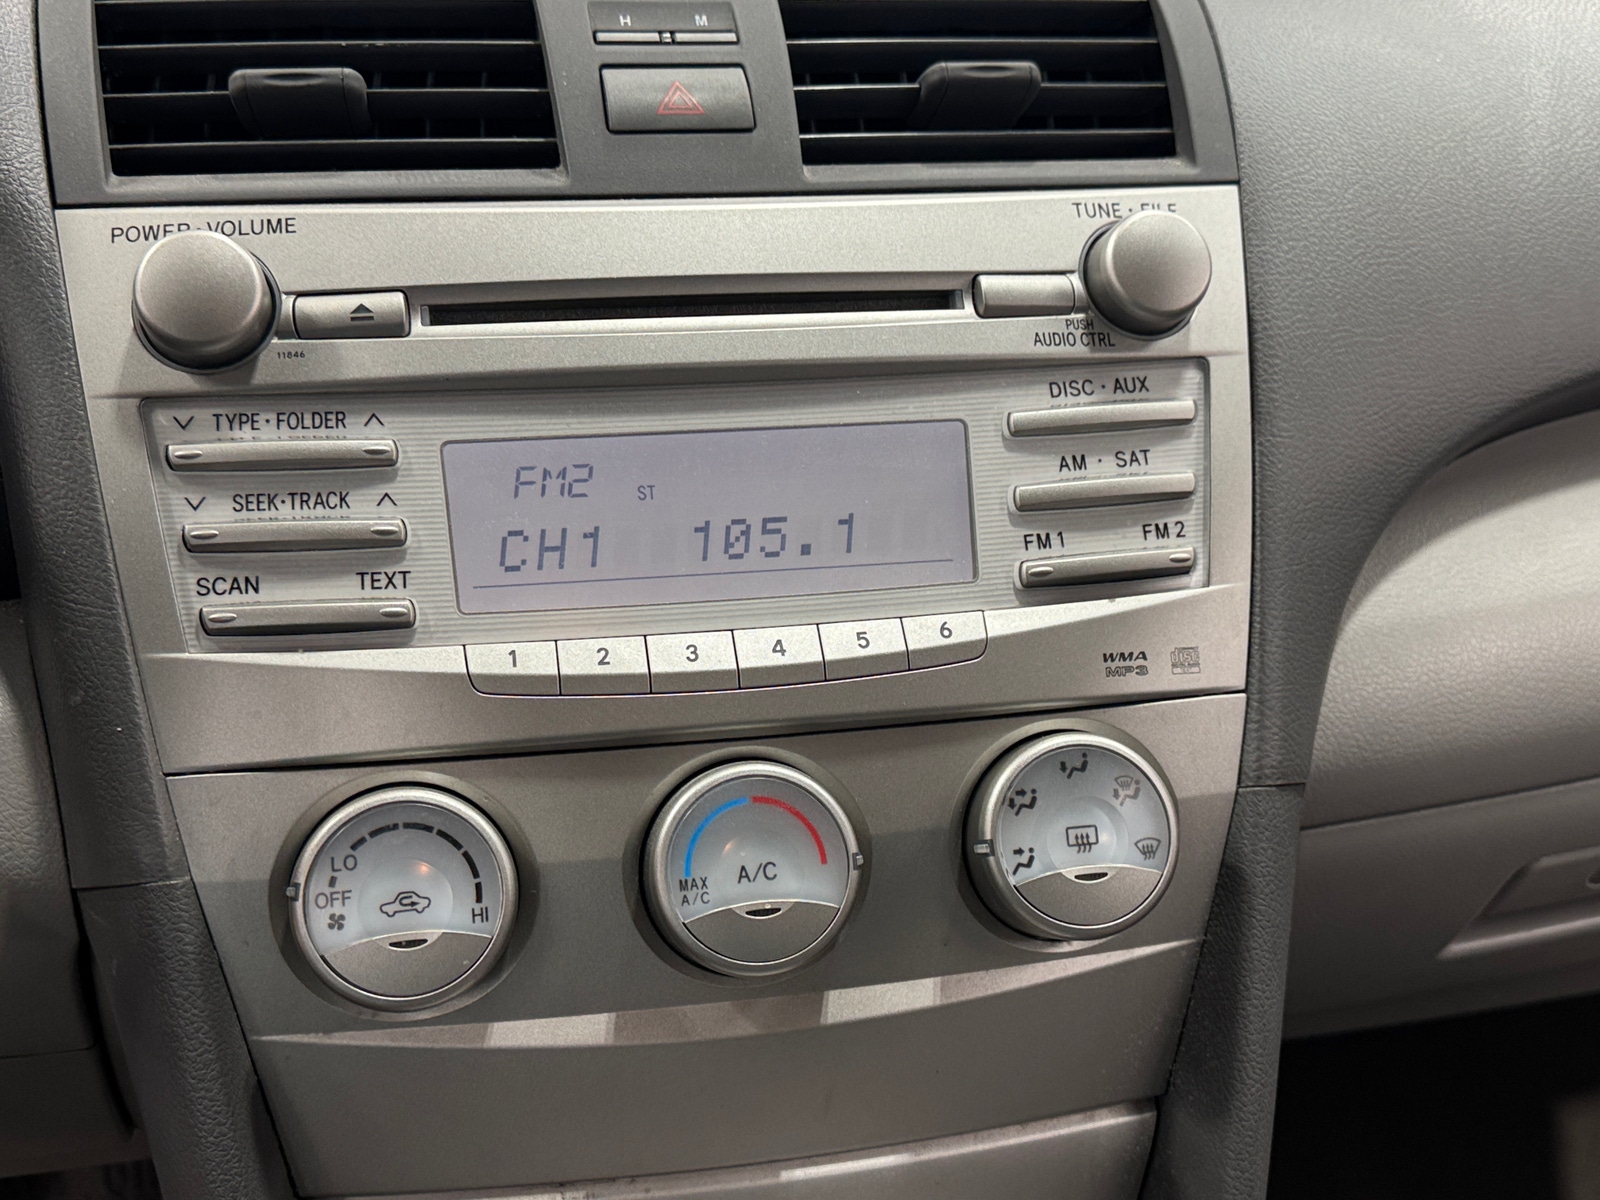 H M
POWER · VOLUME
TUNE · FILE
PUSH
AUDIO CTRL
11846
TYPE · FOLDER
SEEK · TRACK
SCAN TEXT
FM2 ST
CH1 105.1
DISC · AUX
AM · SAT
FM1 FM2
1 2 3 4 5 6
WMA
MP3
disc
LO
OFF
HI
MAX
A/C
A/C